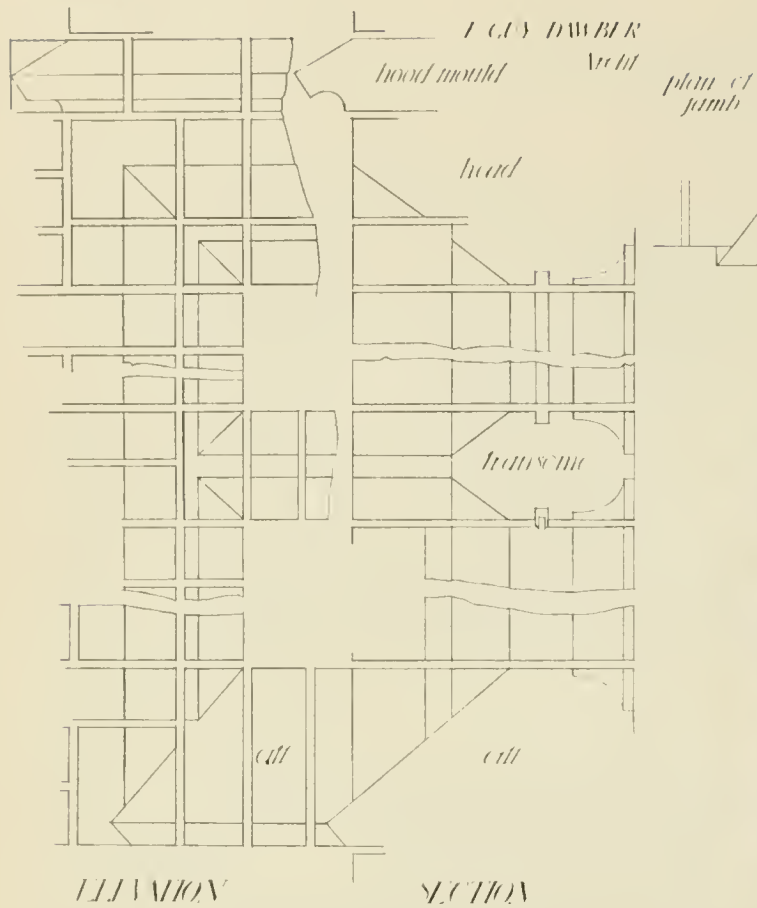 E GUY DAWBER
Archt
hood mould
plan of
jamb
head
transome
cill
cill
ELEVATION
SECTION